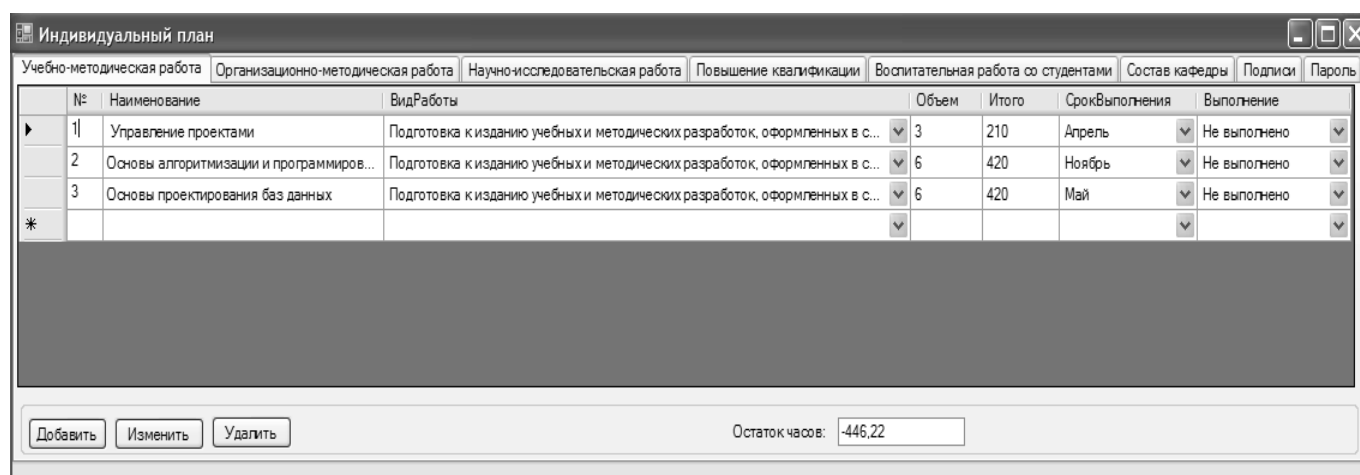 Индивидуальный план
Учебно-методическая работа Организационно-методическая работа Научно-исследовательская работа Повышение квалификации Воспитательная работа со студентами Состав кафедры Подписи Пароль
№ Наименование ВидРаботы Объем Итого СрокВыполнения Выполнение
1 Управление проектами Подготовка к изданию учебных и методических разработок, оформленных в с... 3 210 Апрель Не выполнено
2 Основы алгоритмизации и программиров... Подготовка к изданию учебных и методических разработок, оформленных в с... 6 420 Ноябрь Не выполнено
3 Основы проектирования баз данных Подготовка к изданию учебных и методических разработок, оформленных в с... 6 420 Май Не выполнено
Добавить Изменить Удалить Остаток часов: -446,22